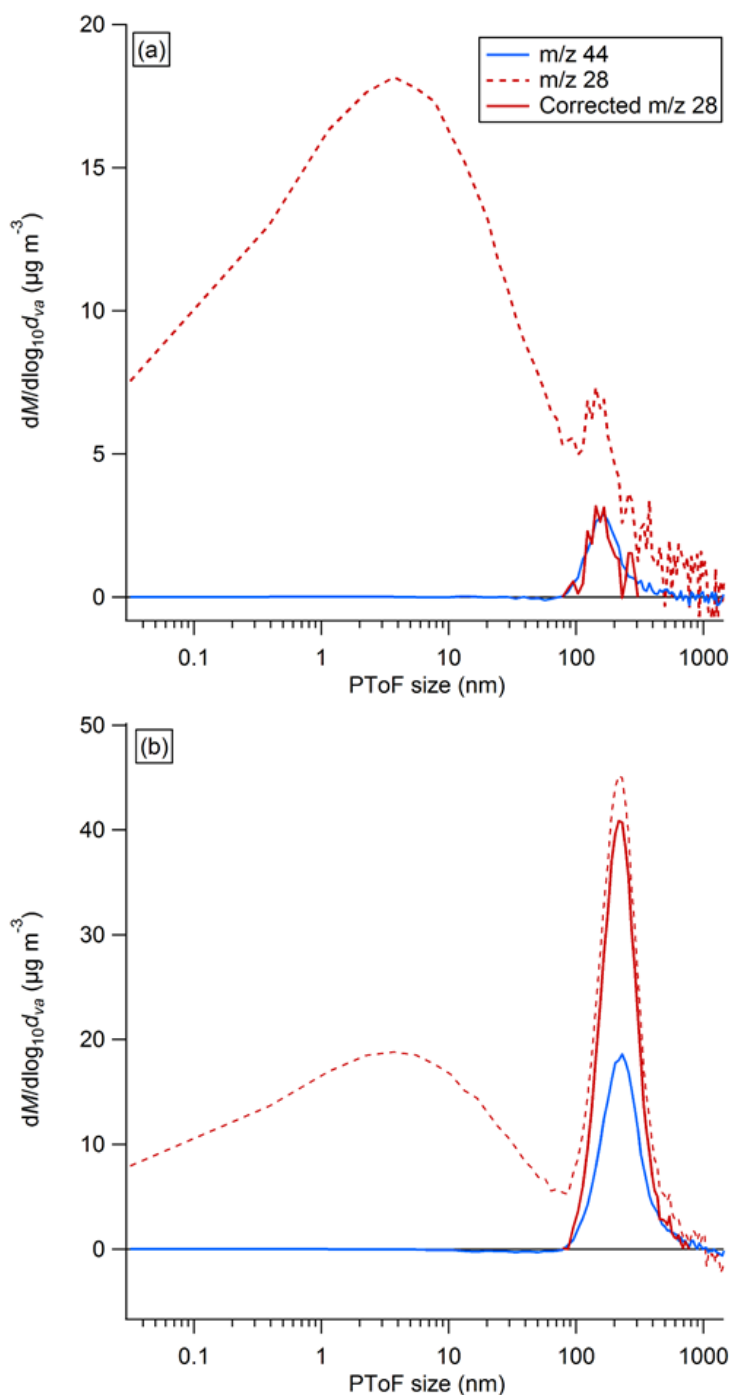 20
(a)
m/z 44
m/z 28
Corrected m/z 28
15
10
5
0
dM/dlog₁₀dᵥₐ (µg m⁻³)
0.1 1 10 100 1000
PToF size (nm)
50
(b)
40
30
20
10
0
dM/dlog₁₀dᵥₐ (µg m⁻³)
0.1 1 10 100 1000
PToF size (nm)